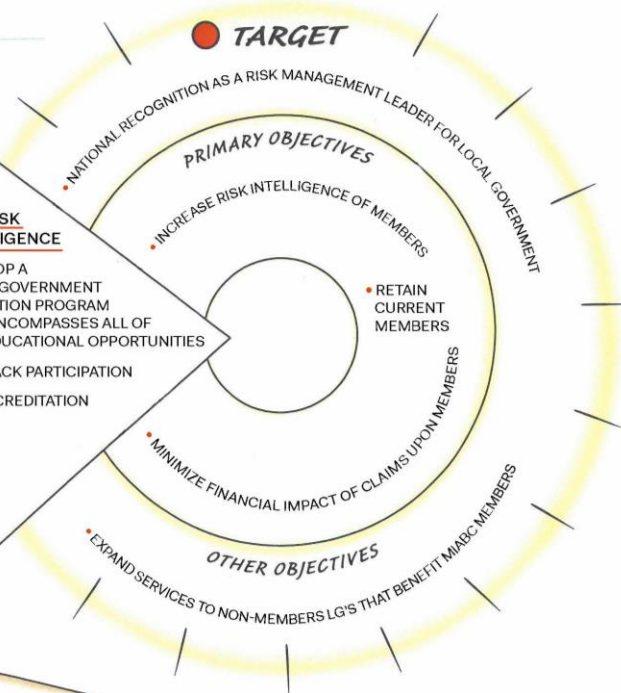 TARGET
• NATIONAL RECOGNITION AS A RISK MANAGEMENT LEADER FOR LOCAL GOVERNMENT
PRIMARY OBJECTIVES
• INCREASE RISK INTELLIGENCE OF MEMBERS
• RETAIN
CURRENT
MEMBERS
• MINIMIZE FINANCIAL IMPACT OF CLAIMS UPON MEMBERS
OTHER OBJECTIVES
• EXPAND SERVICES TO NON-MEMBERS LG'S THAT BENEFIT MIABC MEMBERS
SK
IGENCE
OP A
GOVERNMENT
TION PROGRAM
NCOMPASSES ALL OF
UCATIONAL OPPORTUNITIES
ACK PARTICIPATION
CREDITATION